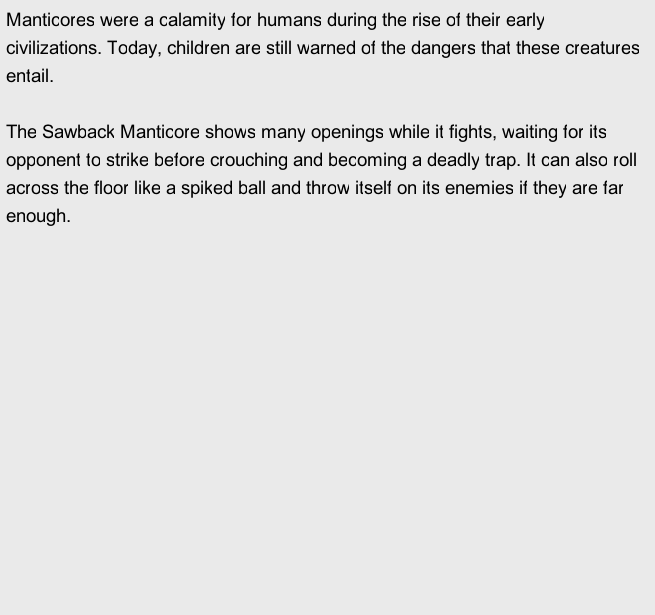 Manticores were a calamity for humans during the rise of their early
civilizations. Today, children are still warned of the dangers that these creatures
entail.

The Sawback Manticore shows many openings while it fights, waiting for its
opponent to strike before crouching and becoming a deadly trap. It can also roll
across the floor like a spiked ball and throw itself on its enemies if they are far
enough.